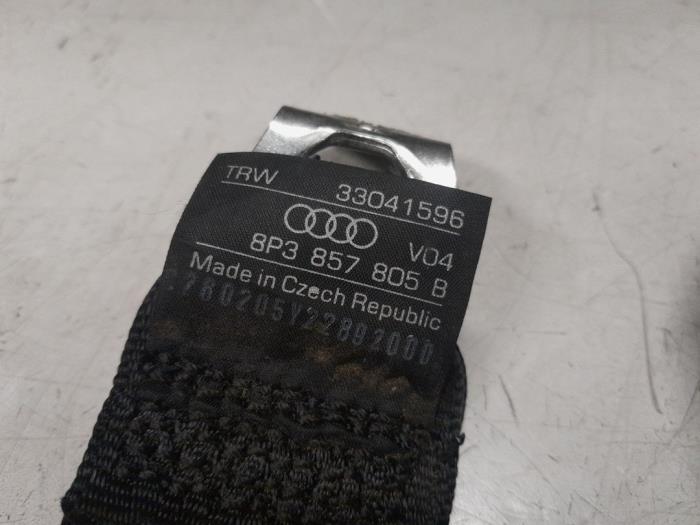 TRW 33041596
V04
8P3 857 805 B
Made in Czech Republic